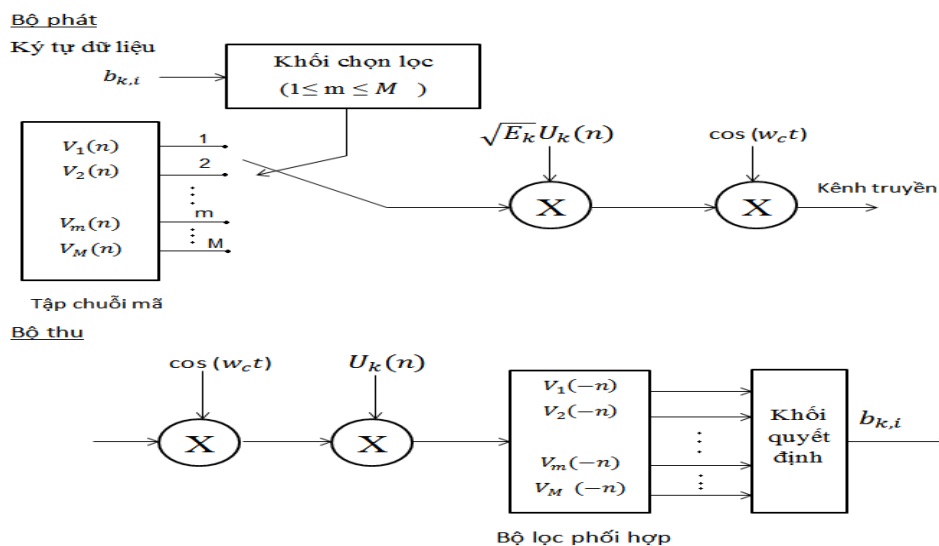 Bộ phát
Ký tự dữ liệu
b_{k,i}
Khối chọn lọc
(1≤ m ≤ M )
V_1(n)
V_2(n)
V_m(n)
V_M(n)
1
2
m
M
√E_k U_k(n)
cos (w_c t)
X
X
Kênh truyền
Tập chuỗi mã
Bộ thu
cos (w_c t)
U_k(n)
X
X
V_1(−n)
V_2(−n)
V_m(−n)
V_M (−n)
Khối
quyết
định
b_{k,i}
Bộ lọc phối hợp